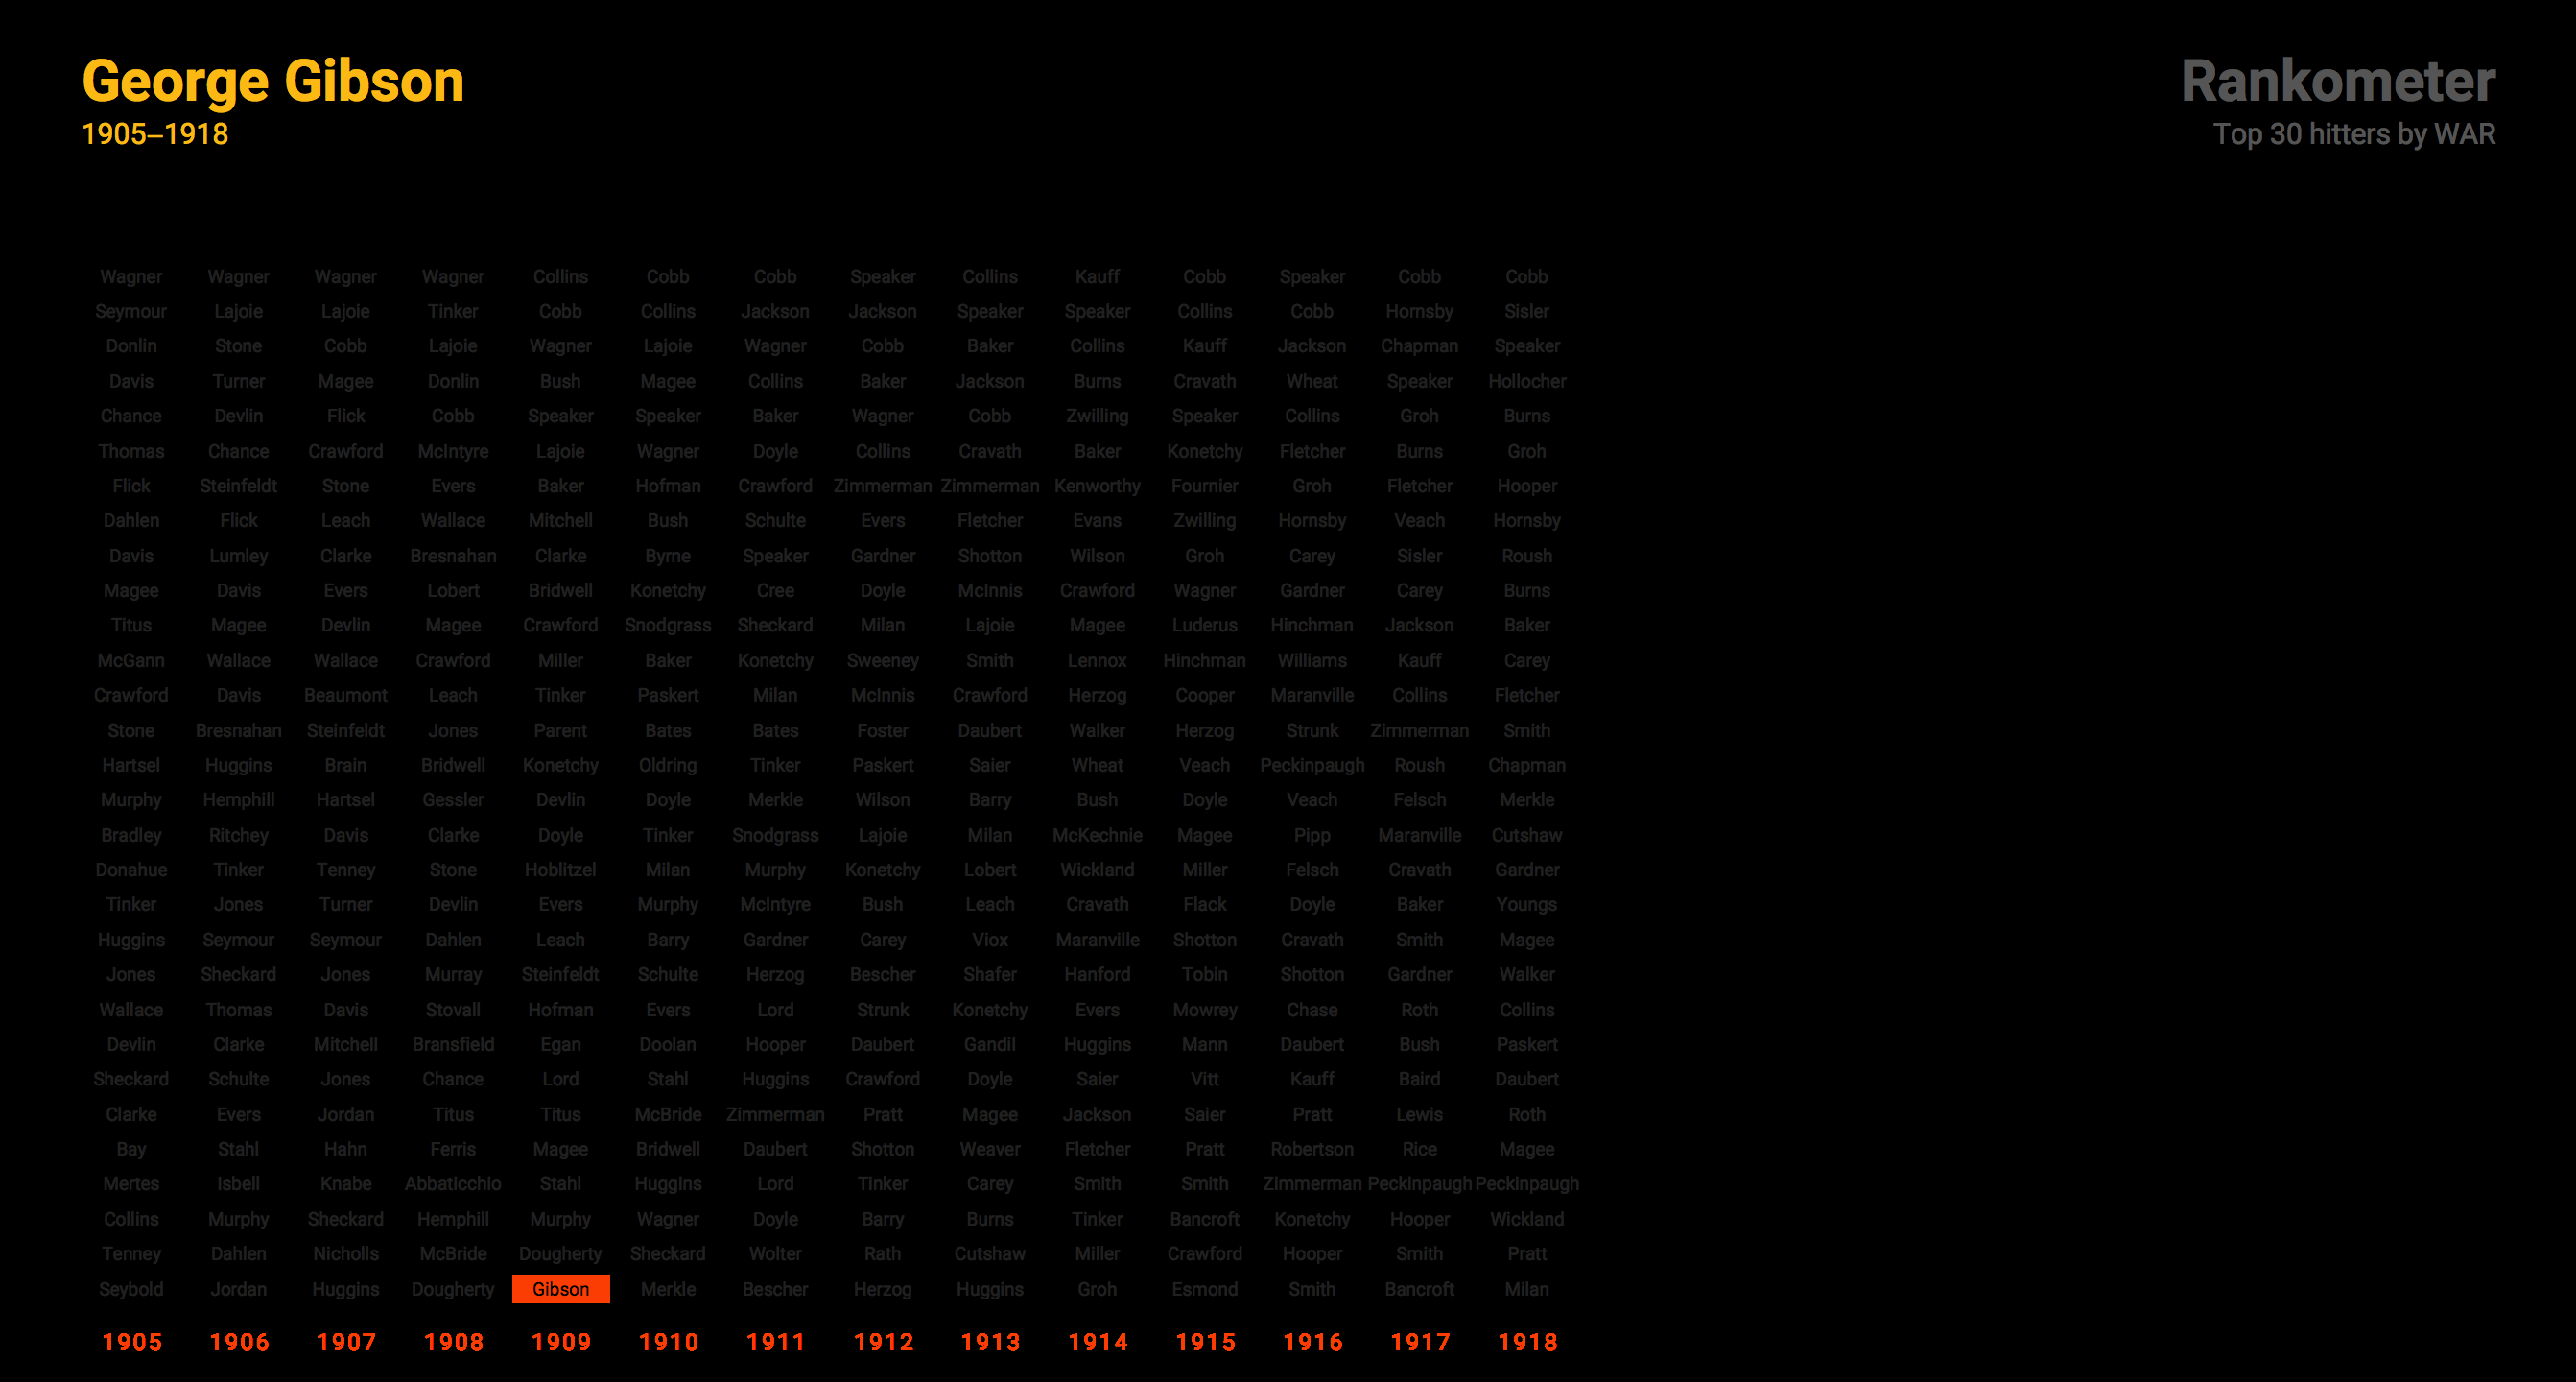 George Gibson
1905–1918
Rankometer
Top 30 hitters by WAR
Wagner Wagner Wagner Wagner Collins Cobb Cobb Speaker Collins Kauff Cobb Speaker Cobb Cobb
Seymour Lajoie Lajoie Tinker Cobb Collins Jackson Jackson Speaker Speaker Collins Cobb Hornsby Sisler
Donlin Stone Cobb Lajoie Wagner Lajoie Wagner Cobb Baker Collins Kauff Jackson Chapman Speaker
Davis Turner Magee Donlin Bush Magee Collins Baker Jackson Burns Cravath Wheat Speaker Hollocher
Chance Devlin Flick Cobb Speaker Speaker Baker Wagner Cobb Zwilling Speaker Collins Groh Burns
Thomas Chance Crawford McIntyre Lajoie Wagner Doyle Collins Cravath Baker Konetchy Fletcher Burns Groh
Flick Steinfeldt Stone Evers Baker Hofman Crawford Zimmerman Zimmerman Kenworthy Fournier Groh Fletcher Hooper
Dahlen Flick Leach Wallace Mitchell Bush Schulte Evers Fletcher Evans Zwilling Hornsby Veach Hornsby
Davis Lumley Clarke Bresnahan Clarke Byrne Speaker Gardner Shotton Wilson Groh Carey Sisler Roush
Magee Davis Evers Lobert Bridwell Konetchy Cree Doyle McInnis Crawford Wagner Gardner Carey Burns
Titus Magee Devlin Magee Crawford Snodgrass Sheckard Milan Lajoie Magee Luderus Hinchman Jackson Baker
McGann Wallace Wallace Crawford Miller Baker Konetchy Sweeney Smith Lennox Hinchman Williams Kauff Carey
Crawford Davis Beaumont Leach Tinker Paskert Milan McInnis Crawford Herzog Cooper Maranville Collins Fletcher
Stone Bresnahan Steinfeldt Jones Parent Bates Bates Foster Daubert Walker Herzog Strunk Zimmerman Smith
Hartsel Huggins Brain Bridwell Konetchy Oldring Tinker Paskert Saier Wheat Veach Peckinpaugh Roush Chapman
Murphy Hemphill Hartsel Gessler Devlin Doyle Merkle Wilson Barry Bush Doyle Veach Felsch Merkle
Bradley Ritchey Davis Clarke Doyle Tinker Snodgrass Lajoie Milan McKechnie Magee Pipp Maranville Cutshaw
Donahue Tinker Tenney Stone Hoblitzel Milan Murphy Konetchy Lobert Wickland Miller Felsch Cravath Gardner
Tinker Jones Turner Devlin Evers Murphy McIntyre Bush Leach Cravath Flack Doyle Baker Youngs
Huggins Seymour Seymour Dahlen Leach Barry Gardner Carey Viox Maranville Shotton Cravath Smith Magee
Jones Sheckard Jones Murray Steinfeldt Schulte Herzog Bescher Shafer Hanford Tobin Shotton Gardner Walker
Wallace Thomas Davis Stovall Hofman Evers Lord Strunk Konetchy Evers Mowrey Chase Roth Collins
Devlin Clarke Mitchell Bransfield Egan Doolan Hooper Daubert Gandil Huggins Mann Daubert Bush Paskert
Sheckard Schulte Jones Chance Lord Stahl Huggins Crawford Doyle Saier Vitt Kauff Baird Daubert
Clarke Evers Jordan Titus Titus McBride Zimmerman Pratt Magee Jackson Saier Pratt Lewis Roth
Bay Stahl Hahn Ferris Magee Bridwell Daubert Shotton Weaver Fletcher Pratt Robertson Rice Magee
Mertes Isbell Knabe Abbaticchio Stahl Huggins Lord Tinker Carey Smith Smith Zimmerman Peckinpaugh Peckinpaugh
Collins Murphy Sheckard Hemphill Murphy Wagner Doyle Barry Burns Tinker Bancroft Konetchy Hooper Wickland
Tenney Dahlen Nicholls McBride Dougherty Sheckard Wolter Rath Cutshaw Miller Crawford Hooper Smith Pratt
Seybold Jordan Huggins Dougherty Gibson Merkle Bescher Herzog Huggins Groh Esmond Smith Bancroft Milan
1905 1906 1907 1908 1909 1910 1911 1912 1913 1914 1915 1916 1917 1918